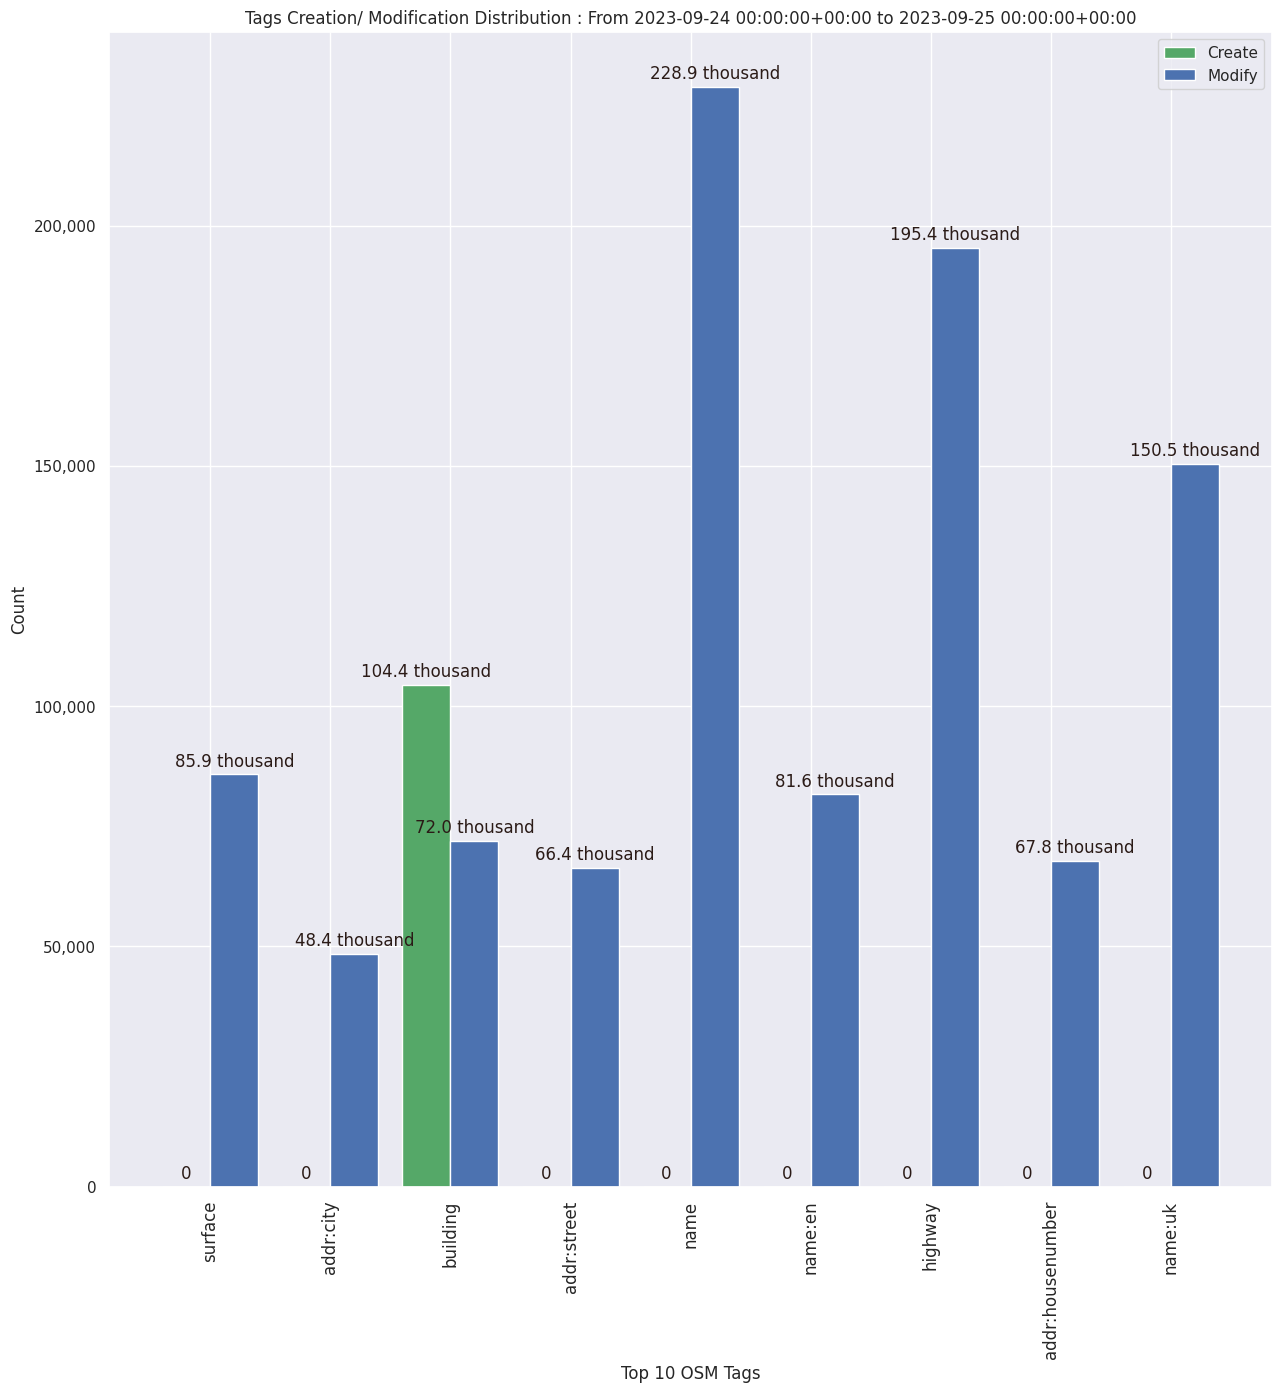 Tags Creation/ Modification Distribution : From 2023-09-24 00:00:00+00:00 to 2023-09-25 00:00:00+00:00
Create
Modify
228.9 thousand
200,000
195.4 thousand
150,000
150.5 thousand
104.4 thousand
100,000
85.9 thousand
81.6 thousand
72.0 thousand
66.4 thousand
67.8 thousand
50,000
48.4 thousand
0
0 0 0 0 0 0 0 0
Count
surface
addr:city
building
addr:street
name
name:en
highway
addr:housenumber
name:uk
Top 10 OSM Tags